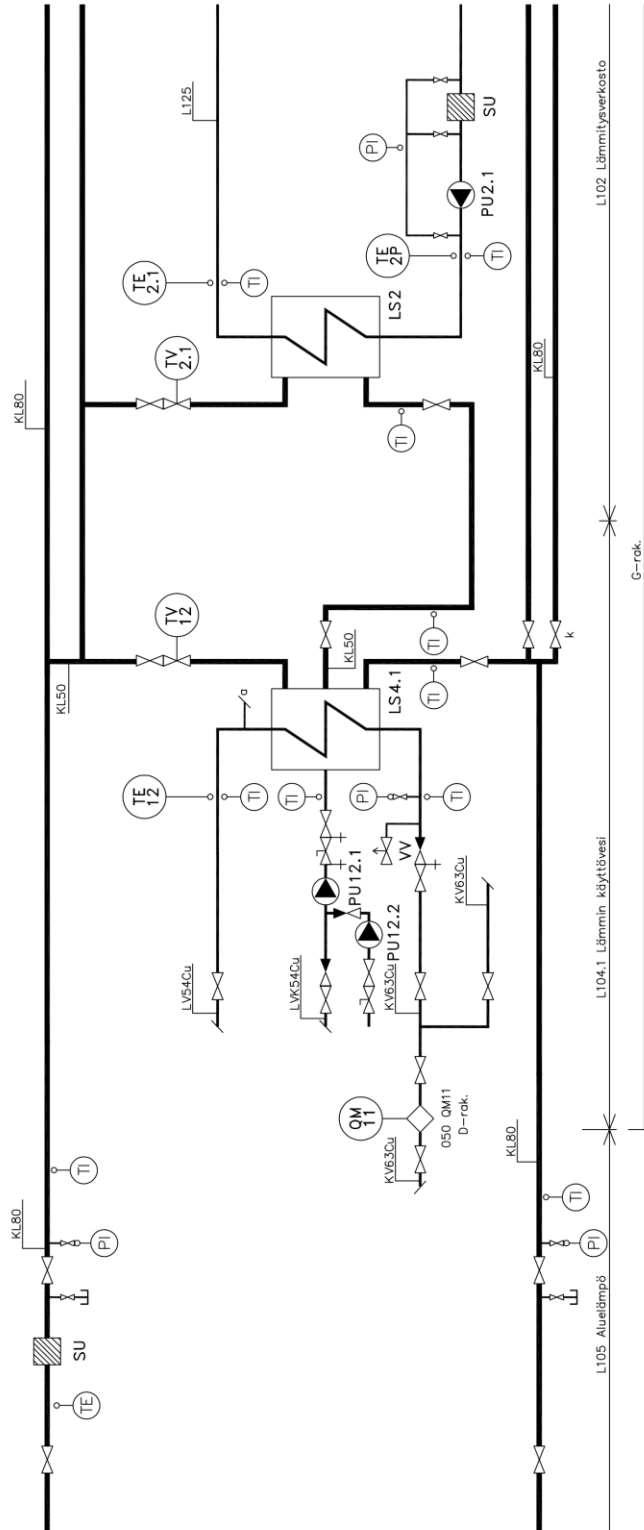 L125
SU
PI
PU2.1
TE
2P
TI
L102 Lämmitysverkosto
TE
2.1
TI
LS2
KL80
KL80
TV
2.1
TI
G-rak.
TV
12
KL50
KL50
TI
TI
k
LS4.1
a
TE
12
TI
TI
PI
TI
VV
PU12.1
PU12.2
KV63Cu
KV63Cu
LV54Cu
LVK54Cu
L104.1 Lämmin käyttövesi
QM
11
050 QM11
D-rak.
KV63Cu
KL80
TI
TI
KL80
PI
PI
SU
TE
L105 Aluelämpö